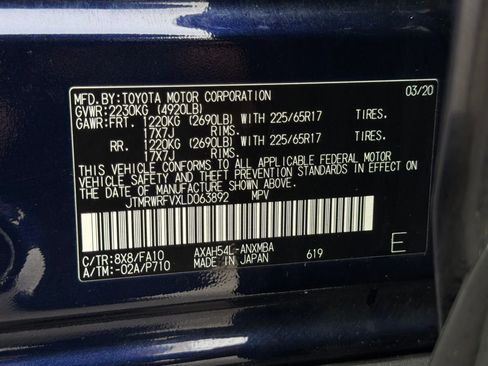 MFD.BY:TOYOTA MOTOR CORPORATION 03/20
GVWR:2230KG (4920LB)
GAWR:FRT. 1220KG (2690LB) WITH 225/65R17 TIRES.
17X7J RIMS.
RR. 1220KG (2690LB) WITH 225/65R17 TIRES.
17X7J RIMS.
THIS VEHICLE CONFORMS TO ALL APPLICABLE FEDERAL MOTOR
VEHICLE SAFETY AND THEFT PREVENTION STANDARDS IN EFFECT ON
THE DATE OF MANUFACTURE SHOWN ABOVE.
JTMRWRFVXLD063892 MPV
C/TR:8X8/FA10 AXAH54L-ANXMBA
A/TM:-02A/P710 MADE IN JAPAN 619
E